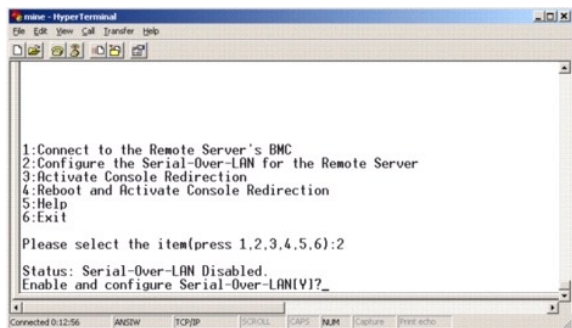 mine - HyperTerminal
File Edit View Call Transfer Help
1:Connect to the Remote Server's BMC
2:Configure the Serial-Over-LAN for the Remote Server
3:Activate Console Redirection
4:Reboot and Activate Console Redirection
5:Help
6:Exit
Please select the item(press 1,2,3,4,5,6):2
Status: Serial-Over-LAN Disabled.
Enable and configure Serial-Over-LAN[Y]?_
Connected 0:12:56 ANSIW TCP/IP SCROLL CAPS NUM Capture Print echo